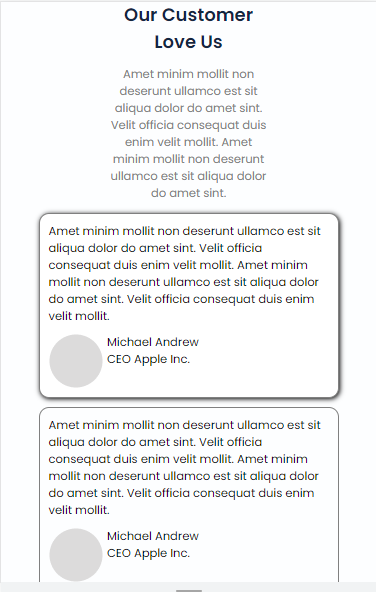 Our Customer
Love Us
Amet minim mollit non
deserunt ullamco est sit
aliqua dolor do amet sint.
Velit officia consequat duis
enim velit mollit. Amet
minim mollit non deserunt
ullamco est sit aliqua dolor
do amet sint.
Amet minim mollit non deserunt ullamco est sit
aliqua dolor do amet sint. Velit officia
consequat duis enim velit mollit. Amet minim
mollit non deserunt ullamco est sit aliqua dolor
do amet sint. Velit officia consequat duis enim
velit mollit.
Michael Andrew
CEO Apple Inc.
Amet minim mollit non deserunt ullamco est sit
aliqua dolor do amet sint. Velit officia
consequat duis enim velit mollit. Amet minim
mollit non deserunt ullamco est sit aliqua dolor
do amet sint. Velit officia consequat duis enim
velit mollit.
Michael Andrew
CEO Apple Inc.